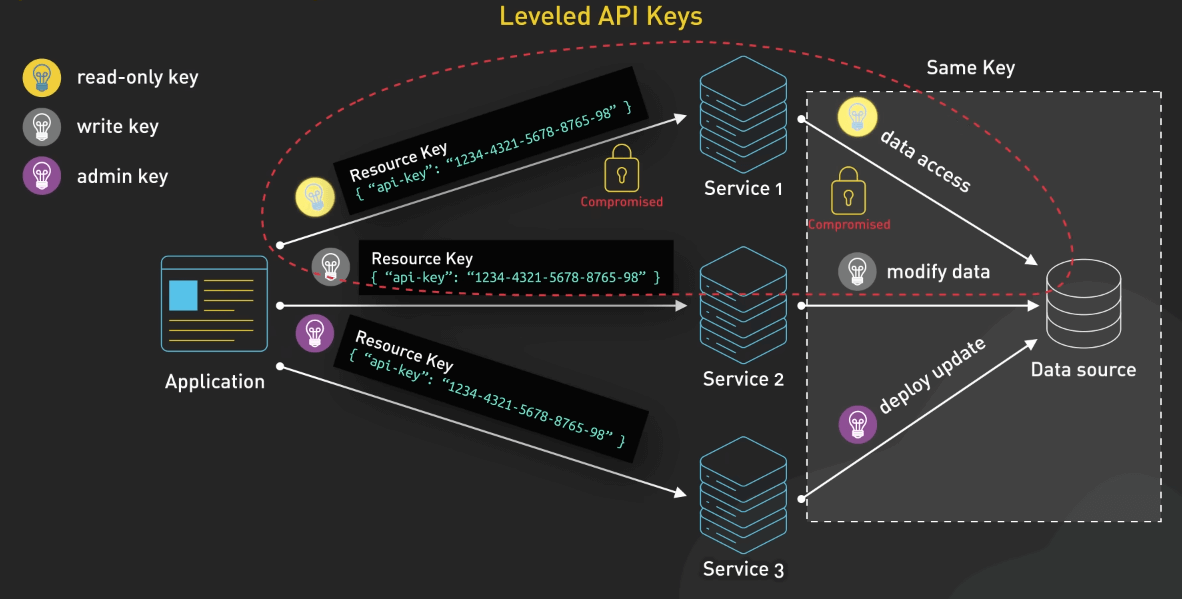 Leveled API Keys
read-only key
write key
admin key
Same Key
Resource Key
{ “api-key”: “1234-4321-5678-8765-98” }
Compromised
Service 1
data access
Compromised
Resource Key
{ “api-key”: “1234-4321-5678-8765-98” }
modify data
Application
Resource Key
{ “api-key”: “1234-4321-5678-8765-98” }
Service 2
deploy update
Data source
Service 3